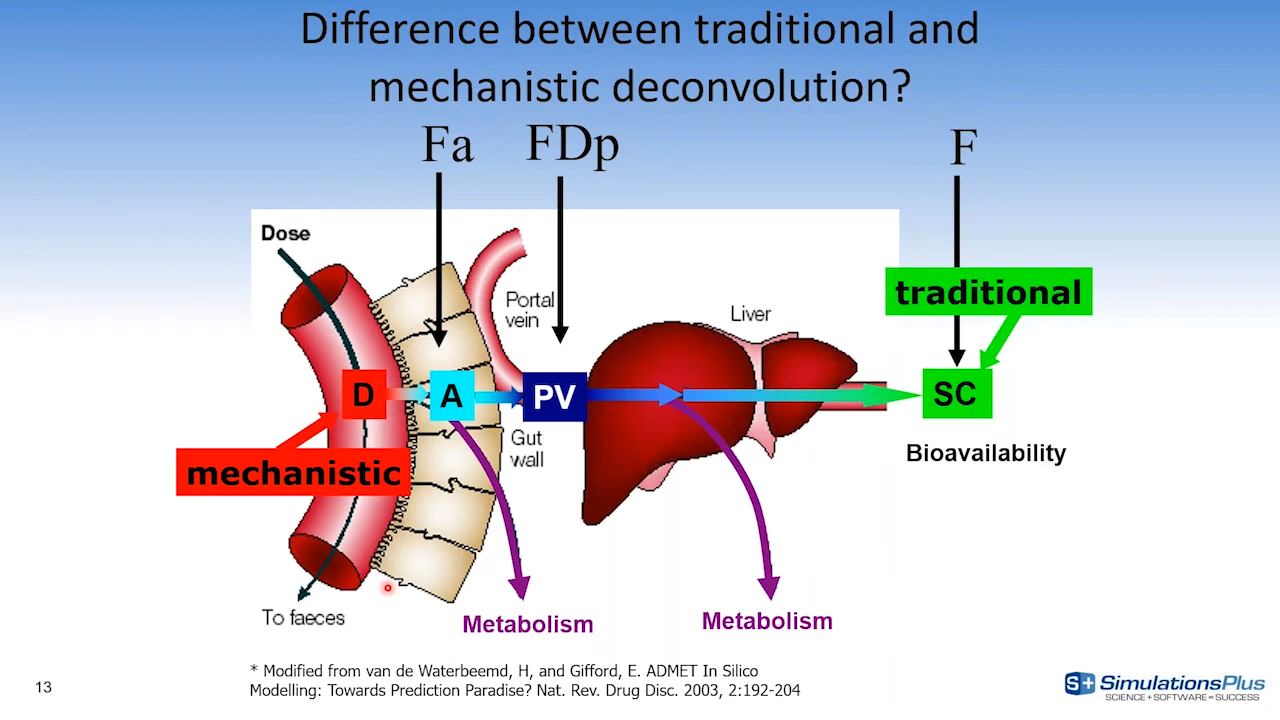 Difference between traditional and
mechanistic deconvolution?
Fa
FDp
F
Dose
traditional
Portal
vein
Liver
D
A
PV
SC
Gut
wall
Bioavailability
mechanistic
To faeces
Metabolism
Metabolism
* Modified from van de Waterbeemd, H, and Gifford, E. ADMET In Silico
Modelling: Towards Prediction Paradise? Nat. Rev. Drug Disc. 2003, 2:192-204
13
S+ SimulationsPlus
SCIENCE+SOFTWARE=SUCCESS